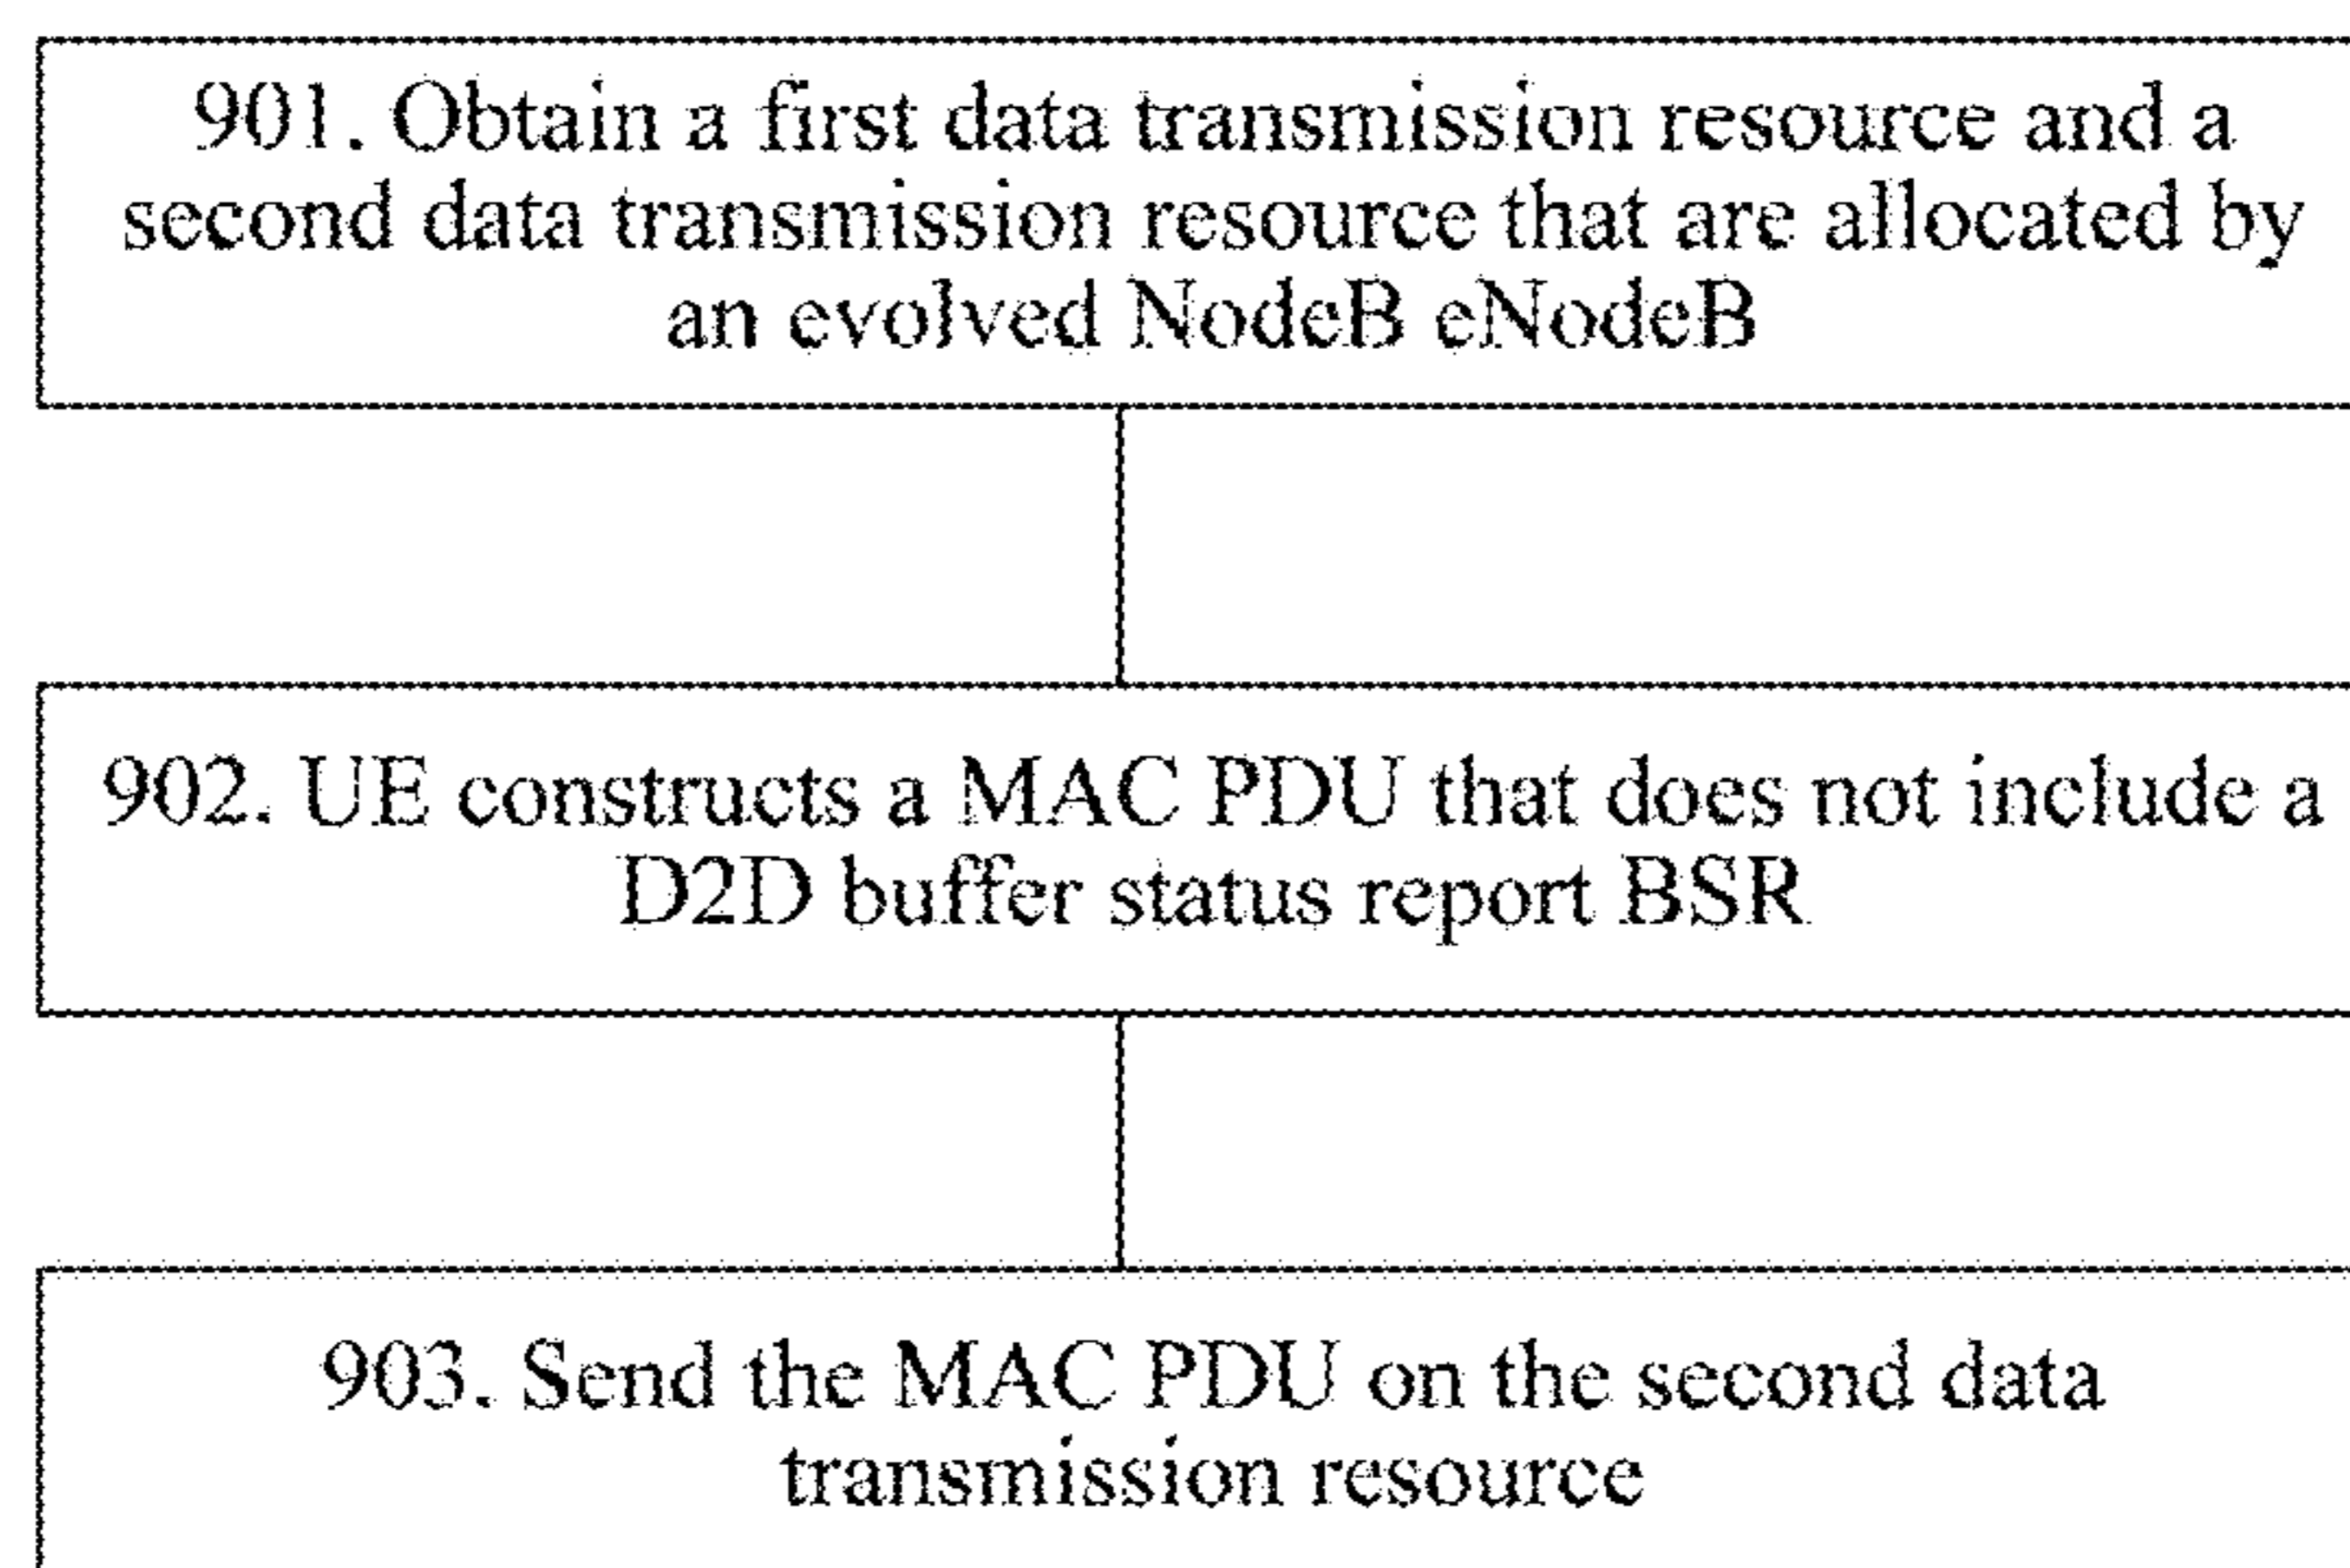 901. Obtain a first data transmission resource and a
second data transmission resource that are allocated by
an evolved NodeB eNodeB
902. UE constructs a MAC PDU that does not include a
D2D buffer status report BSR
903. Send the MAC PDU on the second data
transmission resource